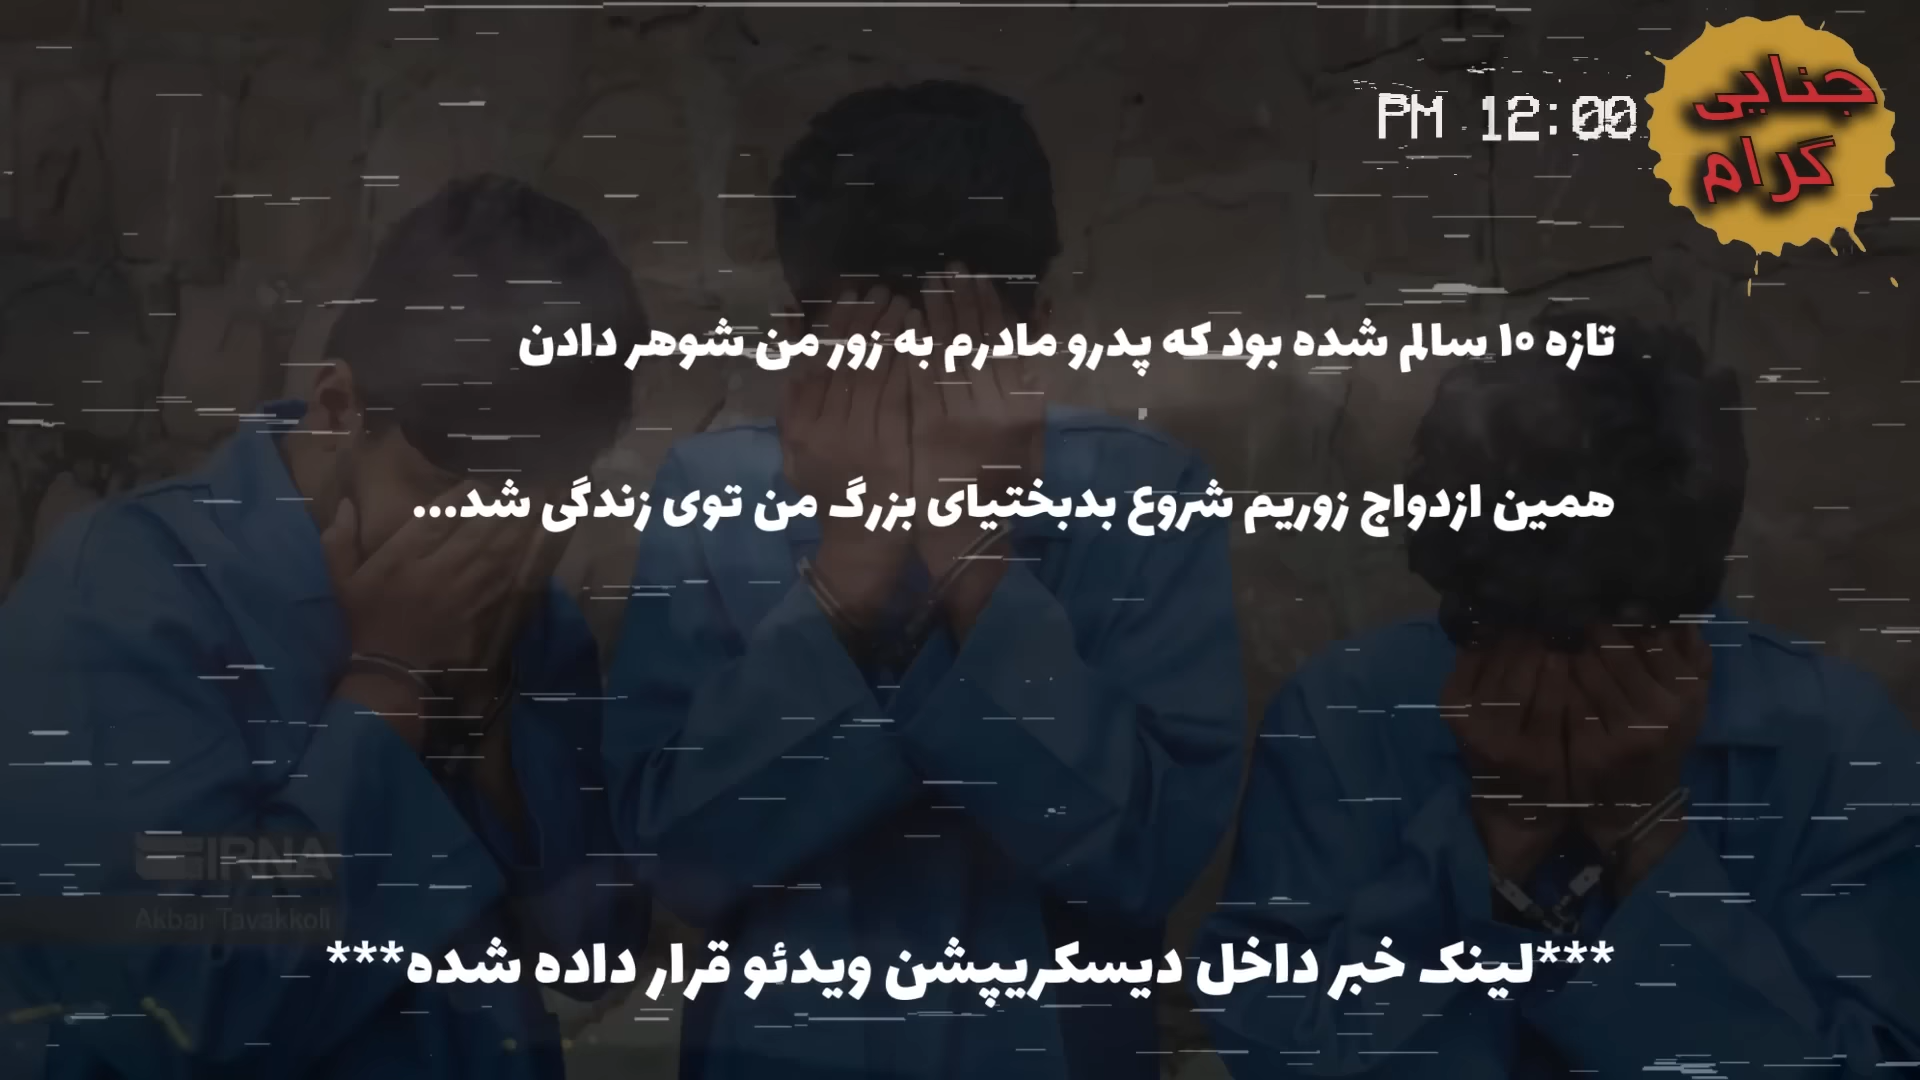 جنایی
گرام
PM 12:00
تازه ۱۰ سالم شده بود که پدرو مادرم به زور من شوهر دادن
همین ازدواج زوریم شروع بدبختیای بزرگ من توی زندگی شد...
IRNA
Akbar Tavakkoli
***لینک خبر داخل دیسکریپشن ویدئو قرار داده شده***